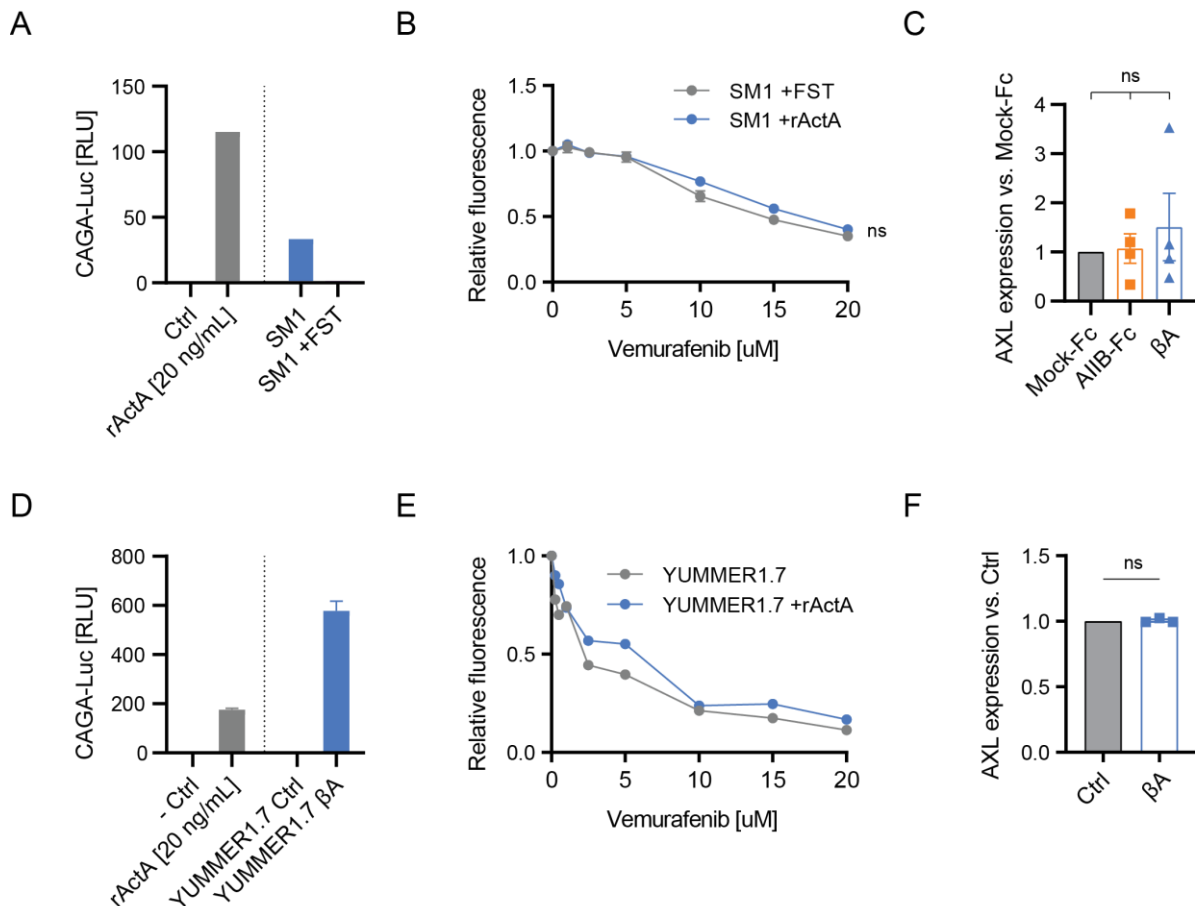 A
CAGA-Luc [RLU]
150
100
50
0
Ctrl
rActA [20 ng/mL]
SM1
SM1 +FST
B
Relative fluorescence
1.5
1.0
0.5
0.0
SM1 +FST
SM1 +rActA
ns
0 5 10 15 20
Vemurafenib [uM]
C
AXL expression vs. Mock-Fc
ns
4
3
2
1
0
Mock-Fc
AIIB-Fc
βA
D
CAGA-Luc [RLU]
800
600
400
200
0
- Ctrl
rActA [20 ng/mL]
YUMMER1.7 Ctrl
YUMMER1.7 βA
E
Relative fluorescence
1.0
0.5
0.0
YUMMER1.7
YUMMER1.7 +rActA
0 5 10 15 20
Vemurafenib [uM]
F
AXL expression vs. Ctrl
1.5
1.0
0.5
0.0
ns
Ctrl
βA